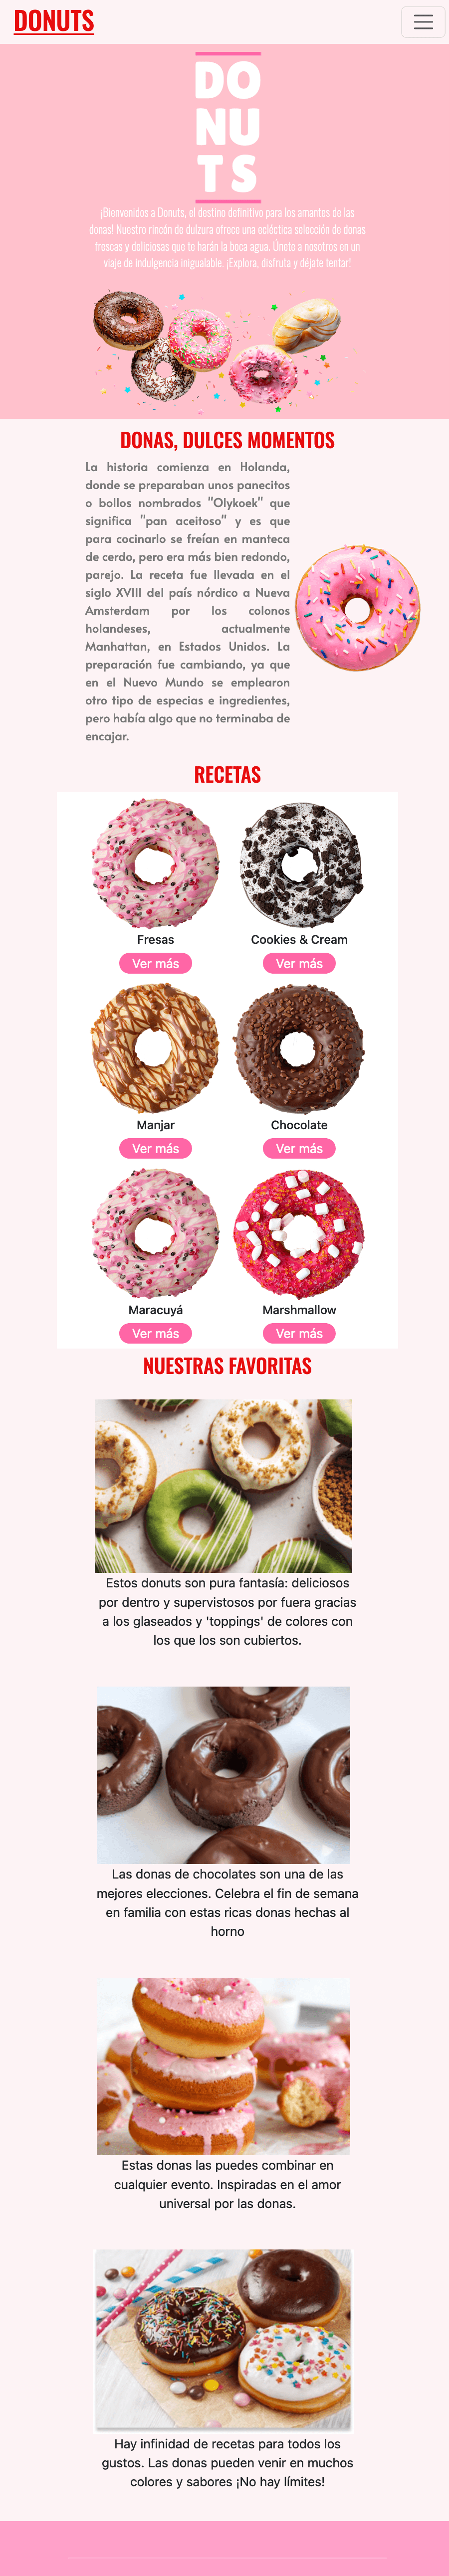 DONUTS
DO
NU
TS
¡Bienvenidos a Donuts, el destino definitivo para los amantes de las
donas! Nuestro rincón de dulzura ofrece una ecléctica selección de donas
frescas y deliciosas que te harán la boca agua. Únete a nosotros en un
viaje de indulgencia inigualable. ¡Explora, disfruta y déjate tentar!
DONAS, DULCES MOMENTOS
La historia comienza en Holanda,
donde se preparaban unos panecitos
o bollos nombrados "Olykoek" que
significa "pan aceitoso" y es que
para cocinarlo se freían en manteca
de cerdo, pero era más bien redondo,
parejo. La receta fue llevada en el
siglo XVIII del país nórdico a Nueva
Amsterdam por los colonos
holandeses, actualmente
Manhattan, en Estados Unidos. La
preparación fue cambiando, ya que
en el Nuevo Mundo se emplearon
otro tipo de especias e ingredientes,
pero había algo que no terminaba de
encajar.
RECETAS
Fresas
Cookies & Cream
Ver más
Ver más
Manjar
Chocolate
Ver más
Ver más
Maracuyá
Marshmallow
Ver más
Ver más
NUESTRAS FAVORITAS
Estos donuts son pura fantasía: deliciosos
por dentro y supervistosos por fuera gracias
a los glaseados y 'toppings' de colores con
los que los son cubiertos.
Las donas de chocolates son una de las
mejores elecciones. Celebra el fin de semana
en familia con estas ricas donas hechas al
horno
Estas donas las puedes combinar en
cualquier evento. Inspiradas en el amor
universal por las donas.
Hay infinidad de recetas para todos los
gustos. Las donas pueden venir en muchos
colores y sabores ¡No hay límites!